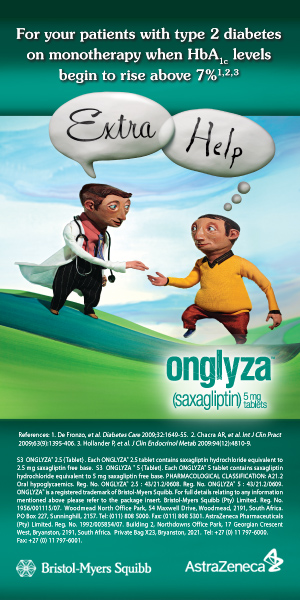 For your patients with type 2 diabetes
on monotherapy when HbA1c levels
begin to rise above 7%1,2,3
Extra
Help
onglyza™
(saxagliptin) 5 mg tablets
References: 1. De Fronzo, et al. Diabetes Care 2009;32:1649-55. 2. Chacra AR, et al. Int J Clin Pract
2009;63(9):1395-406. 3. Hollander P, et al. J Clin Endocrinol Metab 2009;94(12):4810-9.
S3 ONGLYZA™ 2.5 (Tablet). Each ONGLYZA™ 2.5 tablet contains saxagliptin hydrochloride equivalent to
2.5 mg saxagliptin free base. S3 ONGLYZA™ 5 (Tablet). Each ONGLYZA™ 5 tablet contains saxagliptin
hydrochloride equivalent to 5 mg saxagliptin free base. PHARMACOLOGICAL CLASSIFICATION: A21.2
Oral hypoglycaemics. Reg. No. ONGLYZA™ 2.5 : 43/21.2/0608. Reg. No. ONGLYZA™ 5 : 43/21.2/0609.
ONGLYZA™ is a registered trademark of Bristol-Myers Squibb. For full details relating to any information
mentioned above please refer to the package insert. Bristol-Myers Squibb (Pty) Limited. Reg. No.
1956/001115/07. Woodmead North Office Park, 54 Maxwell Drive, Woodmead, 2191, South Africa.
PO Box 227, Sunninghill, 2157. Tel: (011) 808 5000. Fax (011) 808 5301. AstraZeneca Pharmaceuticals
(Pty) Limited. Reg. No. 1992/005854/07. Building 2, Northdowns Office Park, 17 Georgian Crescent
West, Bryanston, 2191, South Africa. Private Bag X23, Bryanston, 2021. Tel: +27 (0) 11 797-6000.
Fax: +27 (0) 11 797-6001.
Bristol-Myers Squibb
AstraZeneca